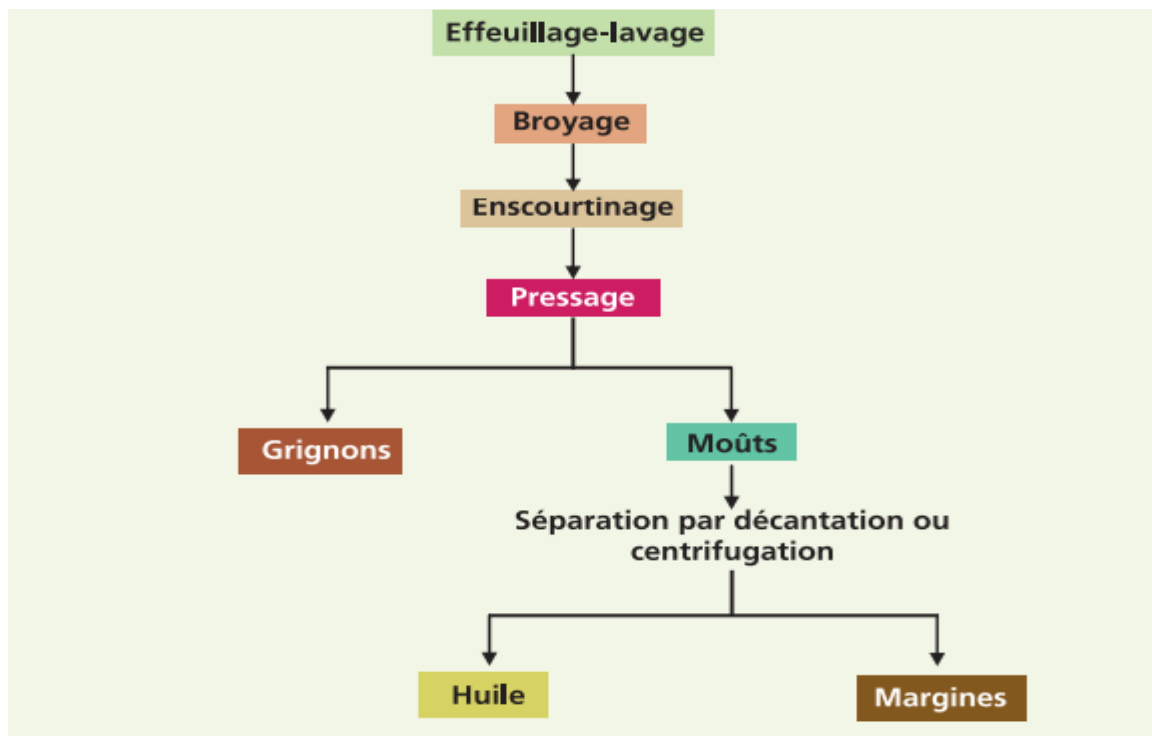 Effeuillage-lavage
Broyage
Enscourtinage
Pressage
Grignons
Moûts
Séparation par décantation ou
centrifugation
Huile
Margines